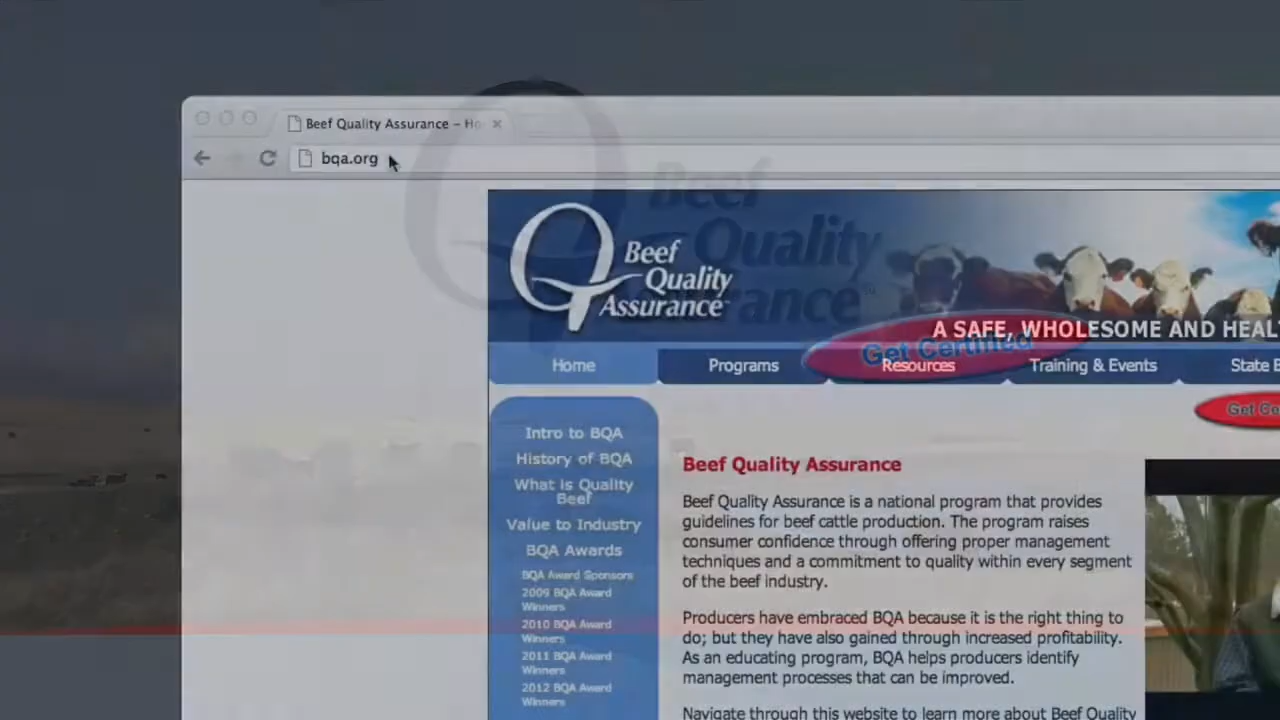 Beef Quality Assurance – Ho
bqa.org
Beef
Quality
Assurance
Beef
Quality
Assurance
A SAFE, WHOLESOME AND HEAL
Get Certified
Home
Programs
Resources
Training & Events
State B
Get Ce
Intro to BQA
History of BQA
What is Quality
Beef
Value to Industry
BQA Awards
BQA Award Sponsors
2009 BQA Award
Winners
2010 BQA Award
Winners
2011 BQA Award
Winners
2012 BQA Award
Winners
Beef Quality Assurance
Beef Quality Assurance is a national program that provides
guidelines for beef cattle production. The program raises
consumer confidence through offering proper management
techniques and a commitment to quality within every segment
of the beef industry.
Producers have embraced BQA because it is the right thing to
do; but they have also gained through increased profitability.
As an educating program, BQA helps producers identify
management processes that can be improved.
Navigate through this website to learn more about Beef Quality